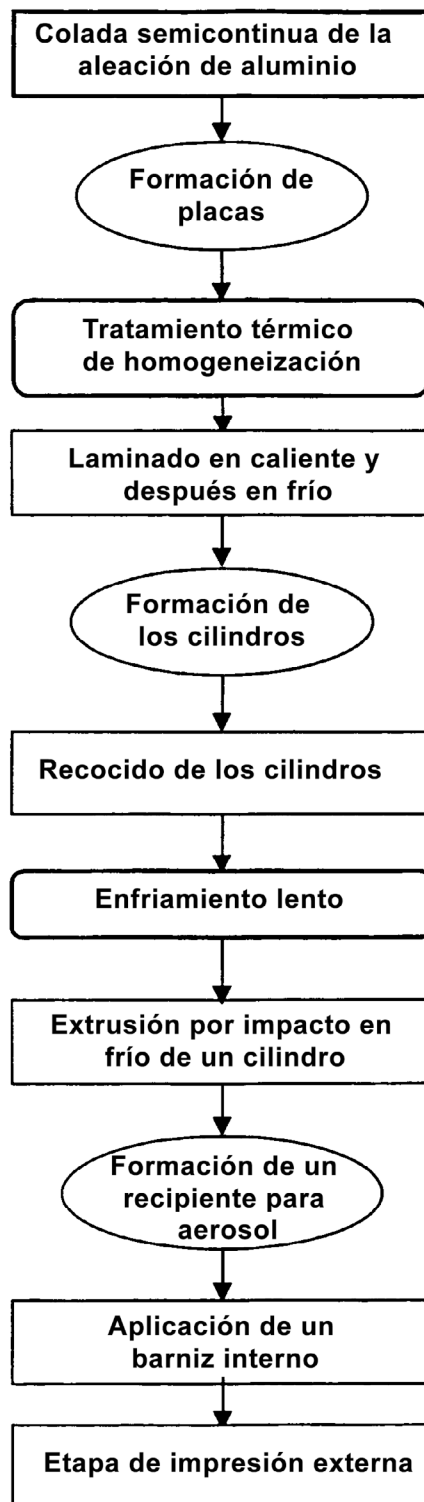 Colada semicontinua de la
aleación de aluminio
Formación de
placas
Tratamiento térmico
de homogeneización
Laminado en caliente y
después en frío
Formación de
los cilindros
Recocido de los cilindros
Enfriamiento lento
Extrusión por impacto en
frío de un cilindro
Formación de un
recipiente para
aerosol
Aplicación de un
barniz interno
Etapa de impresión externa